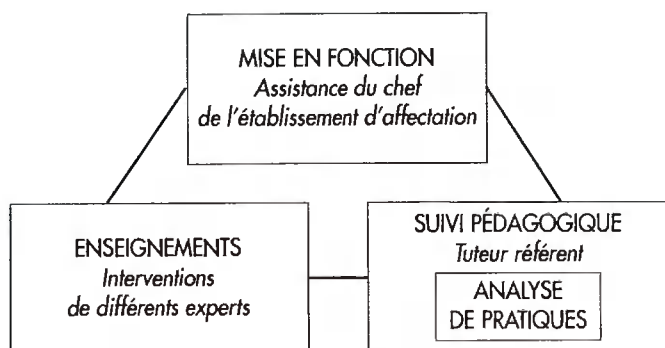 MISE EN FONCTION
Assistance du chef
de l'établissement d'affectation
ENSEIGNEMENTS
Interventions
de différents experts
SUIVI PÉDAGOGIQUE
Tuteur référent
ANALYSE
DE PRATIQUES